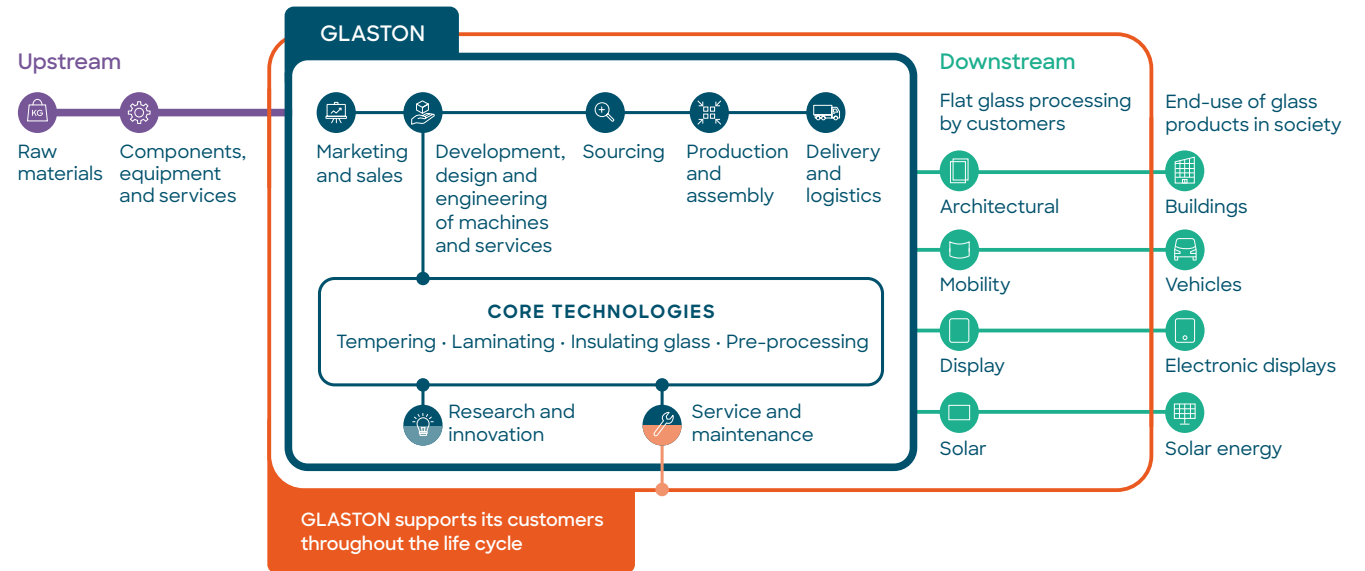 GLASTON
Upstream
KG
Raw
materials
Components,
equipment
and services
Marketing
and sales
Development,
design and
engineering
of machines
and services
Sourcing
Production
and
assembly
Delivery
and
logistics
CORE TECHNOLOGIES
Tempering · Laminating · Insulating glass · Pre-processing
Research and
innovation
Service and
maintenance
GLASTON supports its customers
throughout the life cycle
Downstream
Flat glass processing
by customers
End-use of glass
products in society
Architectural
Buildings
Mobility
Vehicles
Display
Electronic displays
Solar
Solar energy